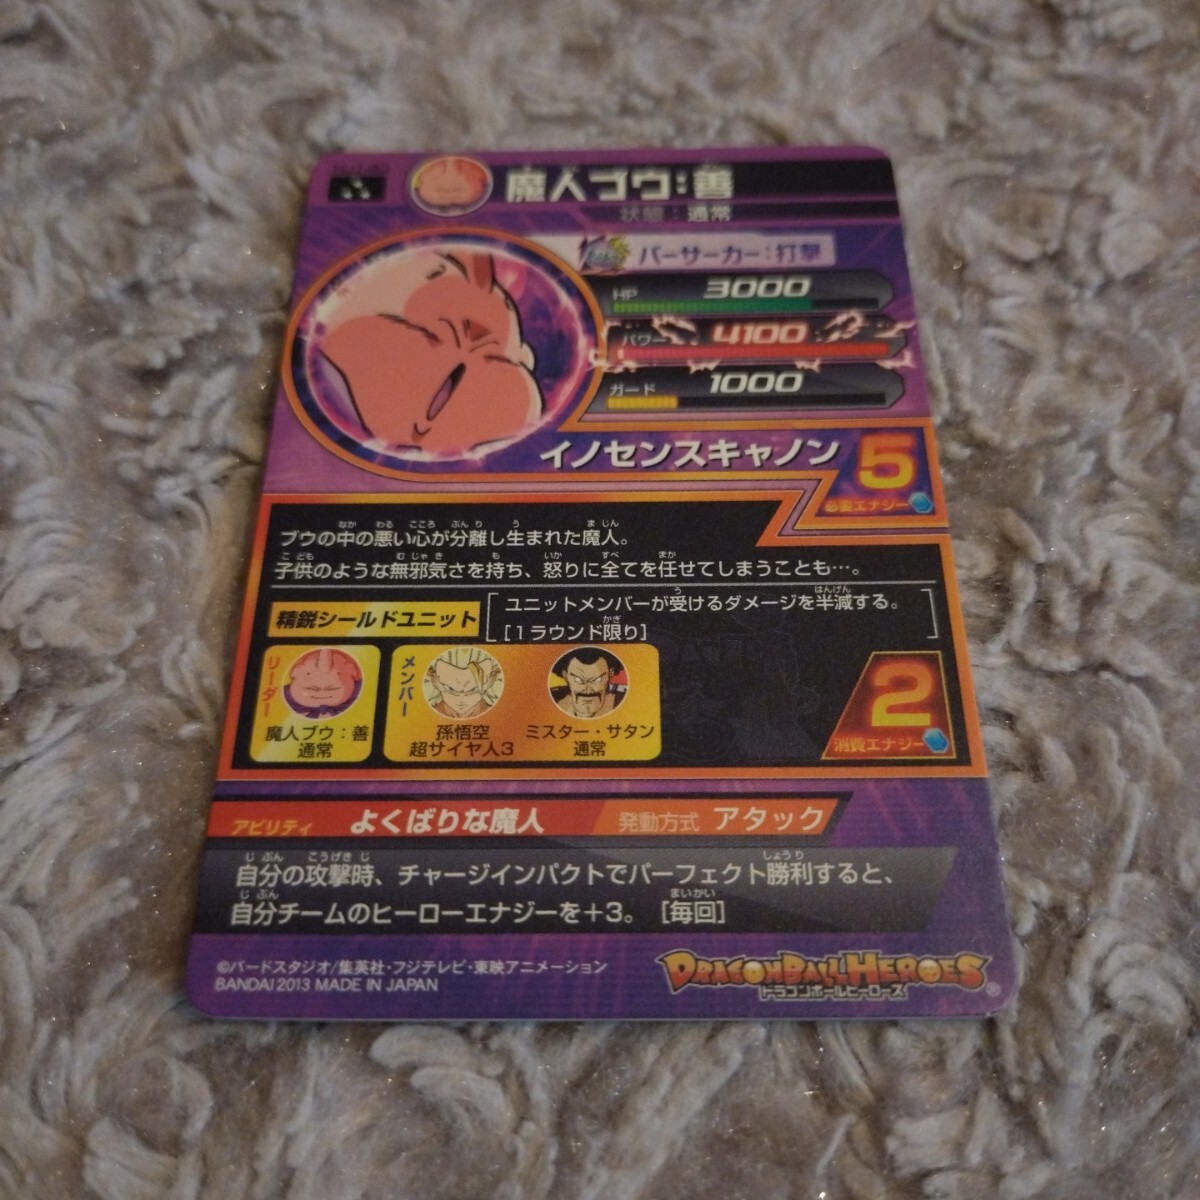 魔人ブウ:善
状態:通常
バーサーカー:打撃
HP 3000
パワー 4100
ガード 1000
イノセンスキャノン
5
必要エナジー
ブウの中の悪い心が分離し生まれた魔人。
子供のような無邪気さを持ち、怒りに全てを任せてしまうことも…。
精鋭シールドユニット
ユニットメンバーが受けるダメージを半減する。
[1ラウンド限り]
リーダー
魔人ブウ:善
通常
メンバー
孫悟空
超サイヤ人3
ミスター・サタン
通常
2
消費エナジー
アビリティ よくばりな魔人 発動方式 アタック
自分の攻撃時、チャージインパクトでパーフェクト勝利すると、
自分チームのヒーローエナジーを+3。[毎回]
©バードスタジオ/集英社・フジテレビ・東映アニメーション
BANDAI 2013 MADE IN JAPAN
DRAGONBALL HEROES
ドラゴンボールヒーローズ
®